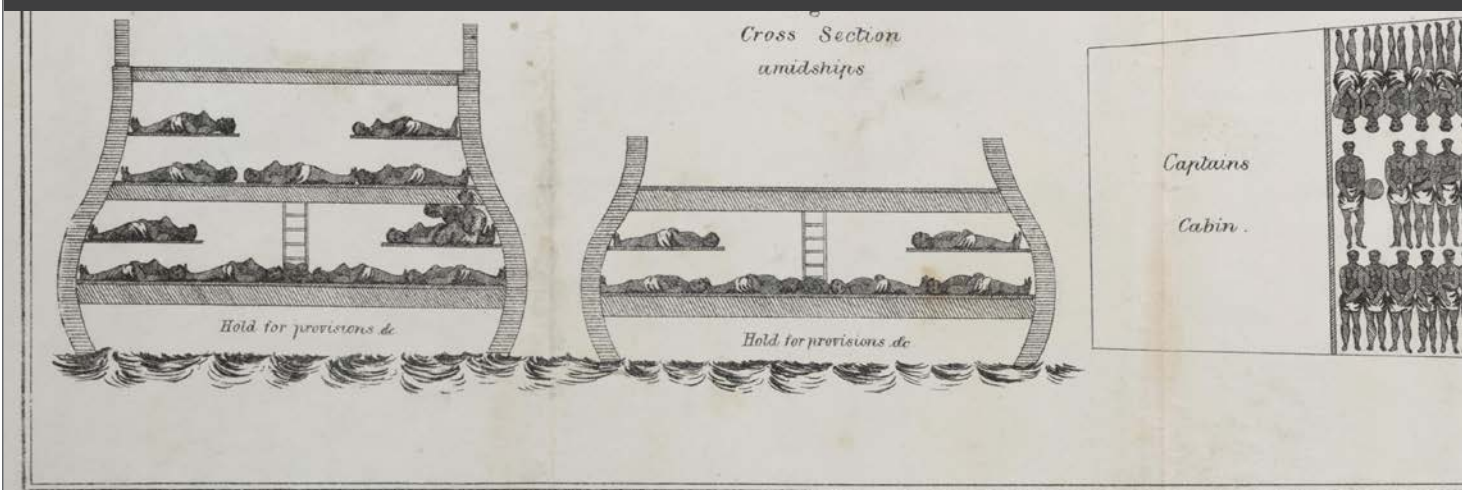 Cross Section
amidships
Captains
Cabin.
Hold for provisions &c
Hold for provisions &c